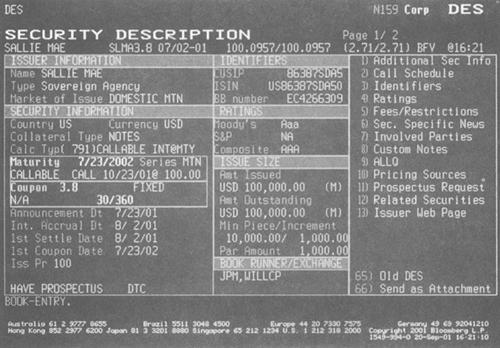 DES N159 Corp DES
SECURITY DESCRIPTION Page 1/ 2
SALLIE MAE SLMA3.8 07/02-01 100.0957/100.0957 (2.71/2.71) BFV @16:21
ISSUER INFORMATION IDENTIFIERS 1) Additional Sec Info
Name SALLIE MAE CUSIP 86387SDA5 2) Call Schedule
Type Sovereign Agency ISIN US86387SDA50 3) Identifiers
Market of Issue DOMESTIC MTN BB number EC4266309 4) Ratings
SECURITY INFORMATION RATINGS 5) Fees/Restrictions
Country US Currency USD Moody's Aaa 6) Sec. Specific News
Collateral Type NOTES S&P NA 7) Involved Parties
Calc Typ( 791)CALLABLE INT@MTY Composite AAA 8) Custom Notes
Maturity 7/23/2002 Series MTN ISSUE SIZE 9) ALLQ
CALLABLE CALL 10/23/01@ 100.00 Amt Issued 10) Pricing Sources
Coupon 3.8 FIXED USD 100,000.00 (M) 11) Prospectus Request
N/A 30/360 Amt Outstanding 12) Related Securities
Announcement Dt 7/23/01 USD 100,000.00 (M) 13) Issuer Web Page
Int. Accrual Dt 8/ 2/01 Min Piece/Increment
1st Settle Date 8/ 2/01 10,000.00/ 1,000.00
1st Coupon Date 7/23/02 Par Amount 1,000.00
Iss Pr 100 BOOK RUNNER/EXCHANGE
JPM,WILLCP 65) Old DES
HAVE PROSPECTUS DTC 66) Send as Attachment
BOOK-ENTRY.
Australia 61 2 9777 8655 Brazil 5511 3048 4500 Europe 44 20 7330 7575 Germany 49 69 92041210
Hong Kong 852 2977 6200 Japan 81 3 3201 8880 Singapore 65 212 1234 U.S. 1 212 318 2000 Copyright 2001 Bloomberg L.P.
1549-994-0 20-Sep-01 16:21:10